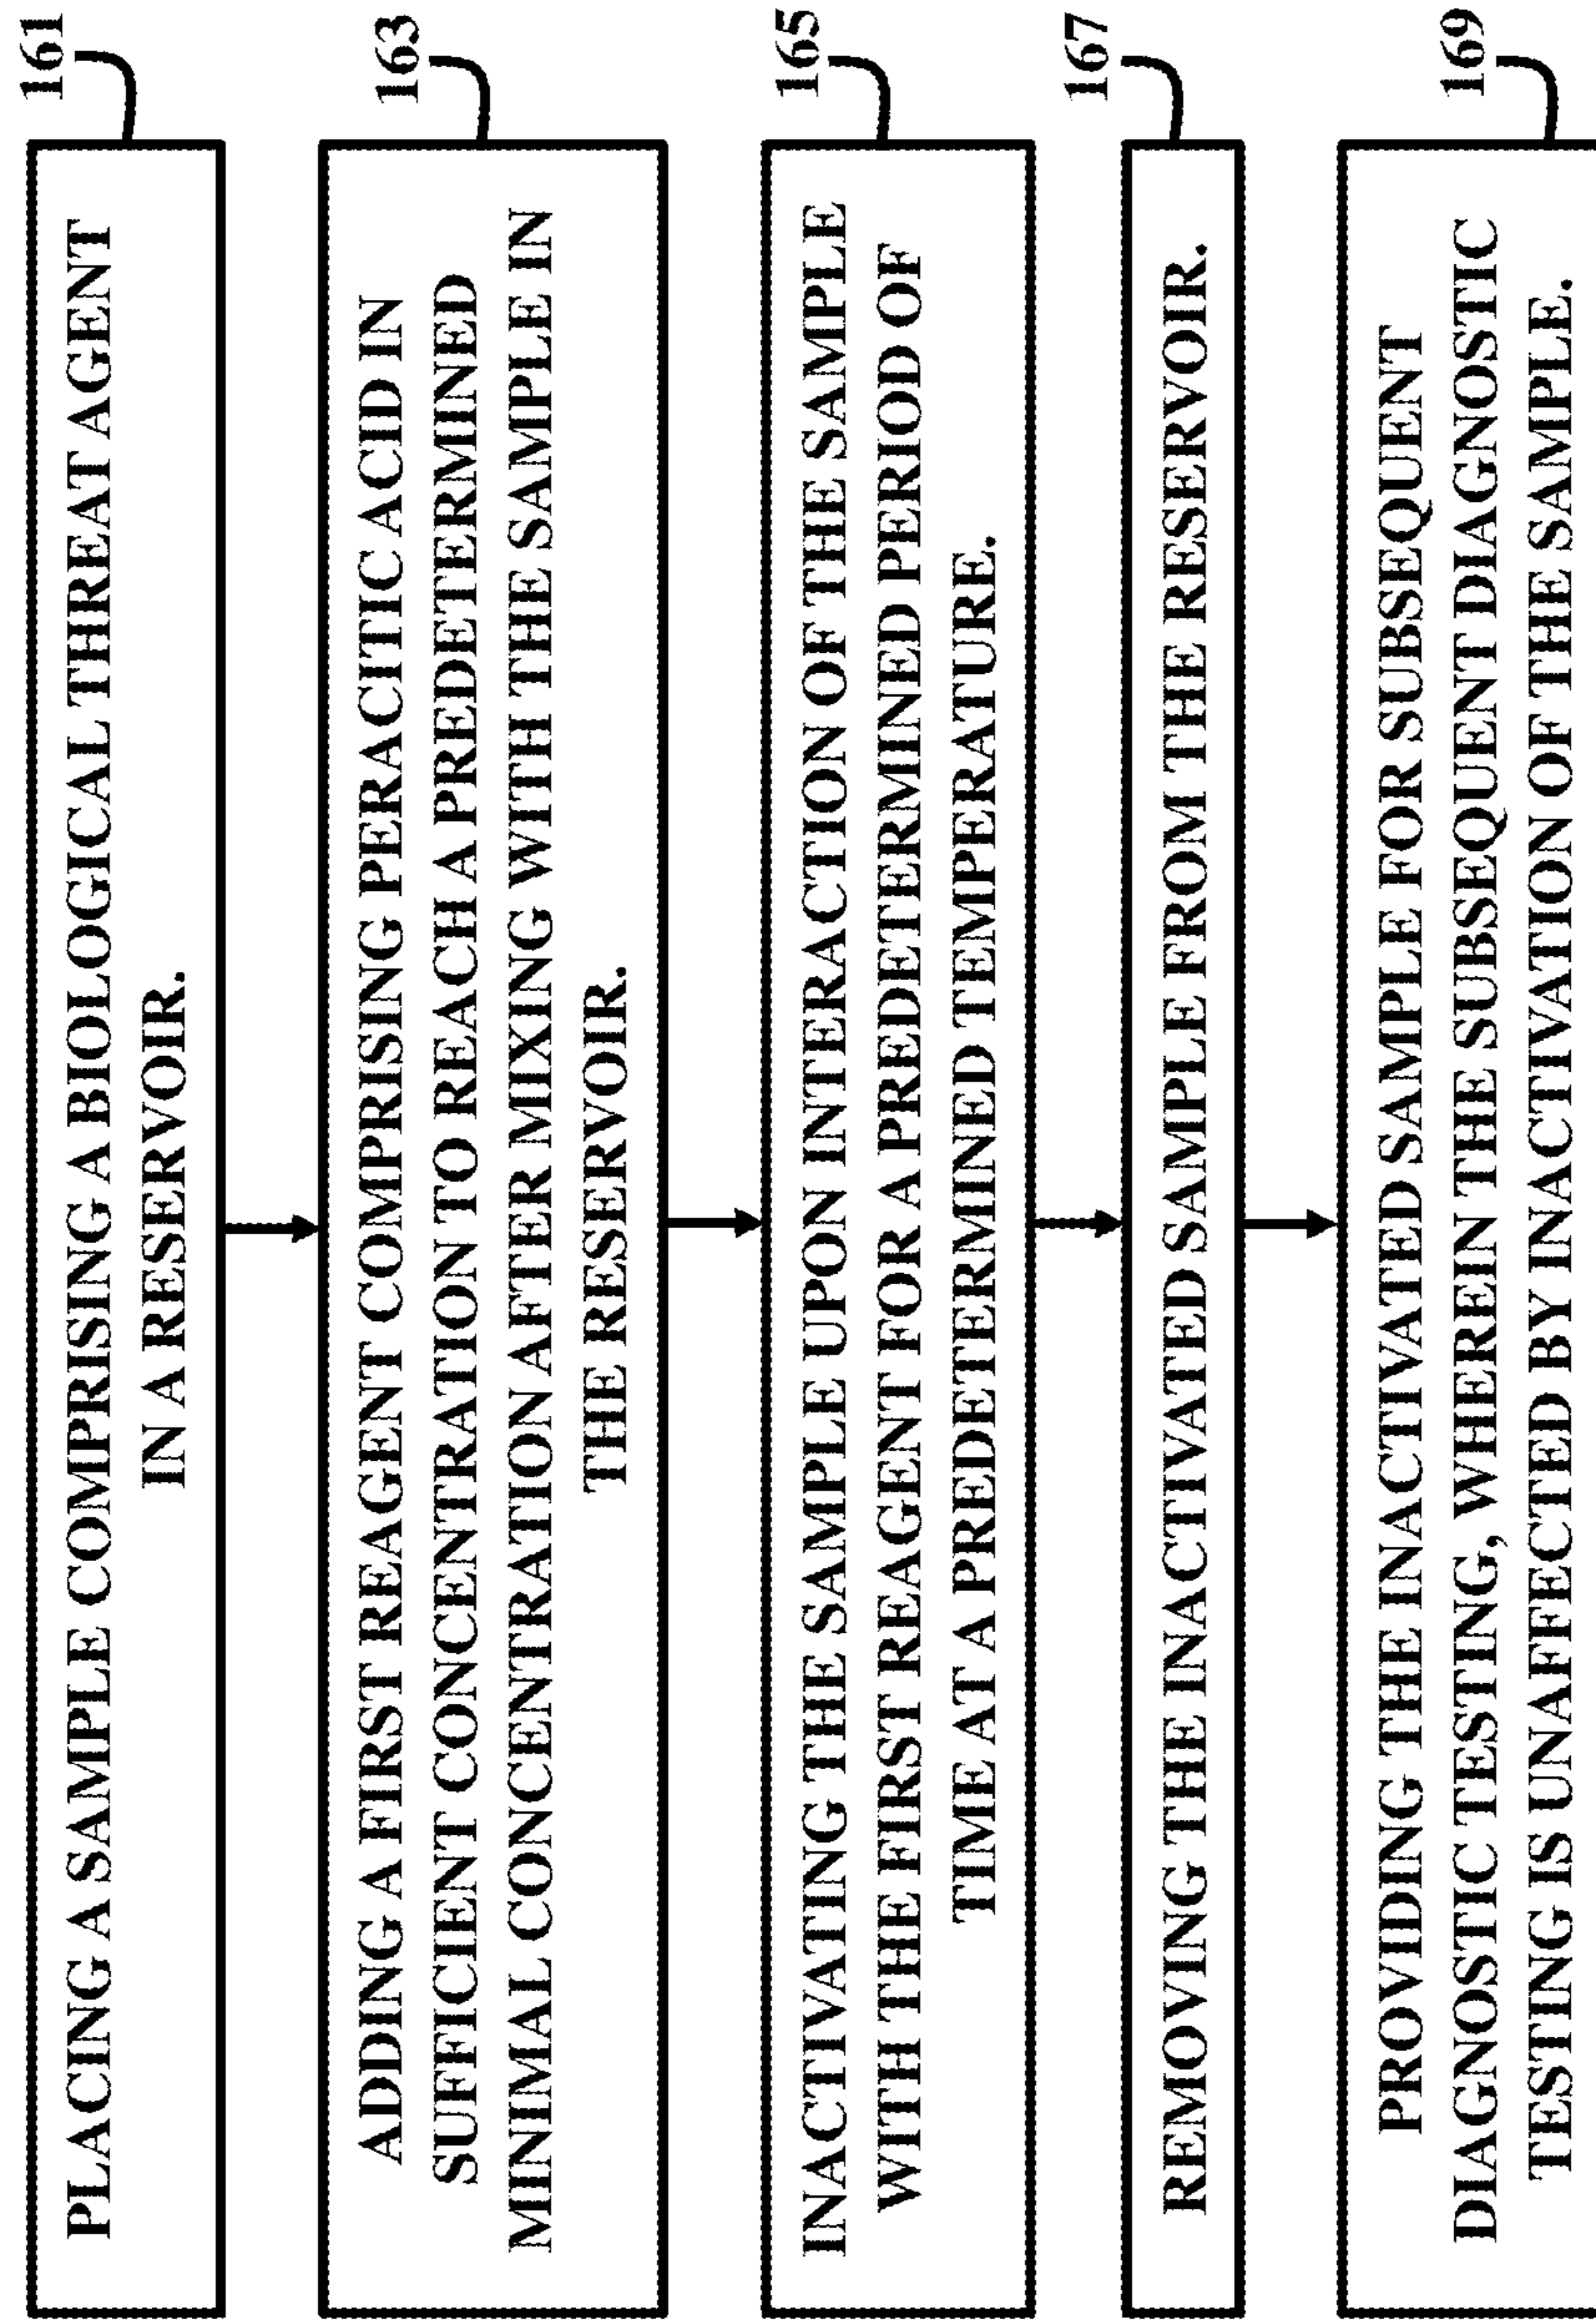 161
PLACING A SAMPLE COMPRISING A BIOLOGICAL THREAT AGENT
IN A RESERVOIR.
163
ADDING A FIRST REAGENT COMPRISING PERACITIC ACID IN
SUFFICIENT CONCENTRATION TO REACH A PREDETERMINED
MINIMAL CONCENTRATION AFTER MIXING WITH THE SAMPLE IN
THE RESERVOIR.
165
INACTIVATING THE SAMPLE UPON INTERACTION OF THE SAMPLE
WITH THE FIRST REAGENT FOR A PREDETERMINED PERIOD OF
TIME AT A PREDETERMINED TEMPERATURE.
167
REMOVING THE INACTIVATED SAMPLE FROM THE RESERVOIR.
169
PROVIDING THE INACTIVATED SAMPLE FOR SUBSEQUENT
DIAGNOSTIC TESTING, WHEREIN THE SUBSEQUENT DIAGNOSTIC
TESTING IS UNAFFECTED BY INACTIVATION OF THE SAMPLE.